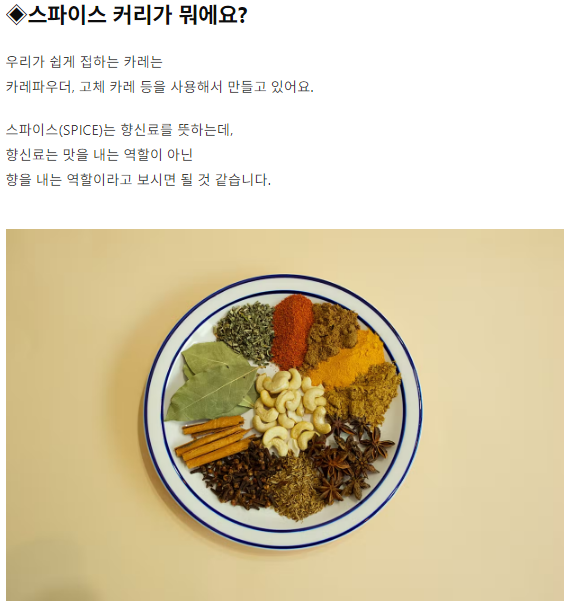 ◈스파이스 커리가 뭐에요?
우리가 쉽게 접하는 카레는
카레파우더, 고체 카레 등을 사용해서 만들고 있어요.
스파이스(SPICE)는 향신료를 뜻하는데,
향신료는 맛을 내는 역할이 아닌
향을 내는 역할이라고 보시면 될 것 같습니다.